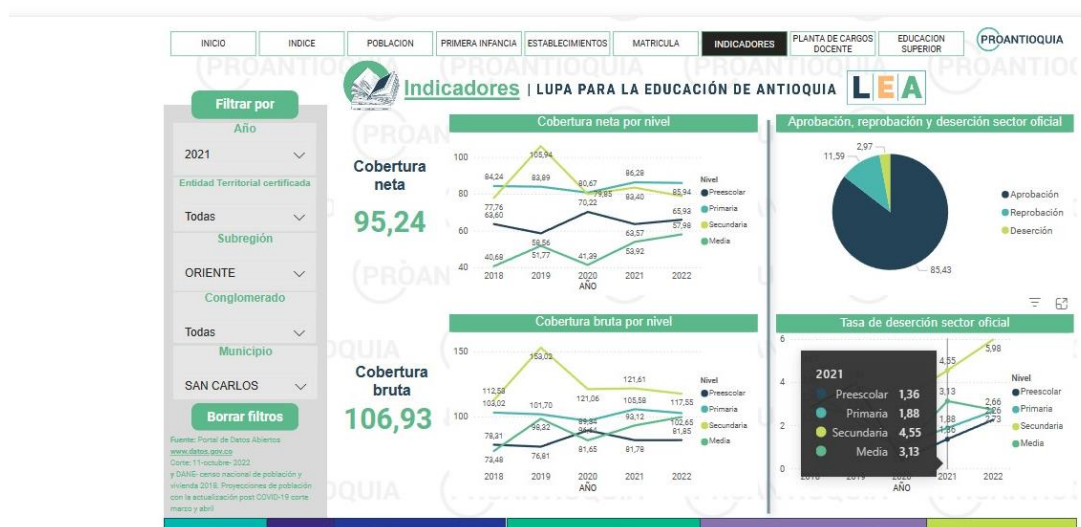 INICIO
INDICE
POBLACION
PRIMERA INFANCIA
ESTABLECIMIENTOS
MATRICULA
INDICADORES
PLANTA DE CARGOS
DOCENTE
EDUCACION
SUPERIOR
PROANTIOQUIA
Indicadores | LUPA PARA LA EDUCACIÓN DE ANTIOQUIA LEA
Filtrar por
Año
2021
Entidad Territorial certificada
Todas
Subregión
ORIENTE
Conglomerado
Todas
Municipio
SAN CARLOS
Borrar filtros
Fuente: Portal de Datos Abiertos
www.datos.gov.co
Corte: 11-octubre- 2022
y DANE- censo nacional de población y
vivienda 2018; Proyecciones de población
con la actualización post COVID-19 corte
marzo y abril
Cobertura
neta
95,24
Cobertura neta por nivel
100
80
60
40
84,24
83,89
105,94
80,67
79,85
86,28
83,40
85,94
77,76
63,60
58,56
70,22
63,57
65,93
57,98
40,68
51,77
41,39
53,92
2018
2019
2020
2021
2022
AÑO
Nivel
Preescolar
Primaria
Secundaria
Media
Aprobación, reprobación y deserción sector oficial
2,97
11,59
85,43
Aprobación
Reprobación
Deserción
Cobertura
bruta
106,93
Cobertura bruta por nivel
150
100
153,02
112,58
103,02
101,70
121,06
121,61
105,58
117,55
102,65
98,32
93,12
81,85
78,31
73,48
76,81
81,65
81,78
2018
2019
2020
2021
2022
AÑO
Nivel
Preescolar
Primaria
Secundaria
Media
Tasa de deserción sector oficial
6
4
2
0
2021
Preescolar 1,36
Primaria 1,88
Secundaria 4,55
Media 3,13
4,55
5,98
3,13
2,66
1,88
1,36
2,73
2018
2019
2020
2021
2022
AÑO
Nivel
Preescolar
Primaria
Secundaria
Media